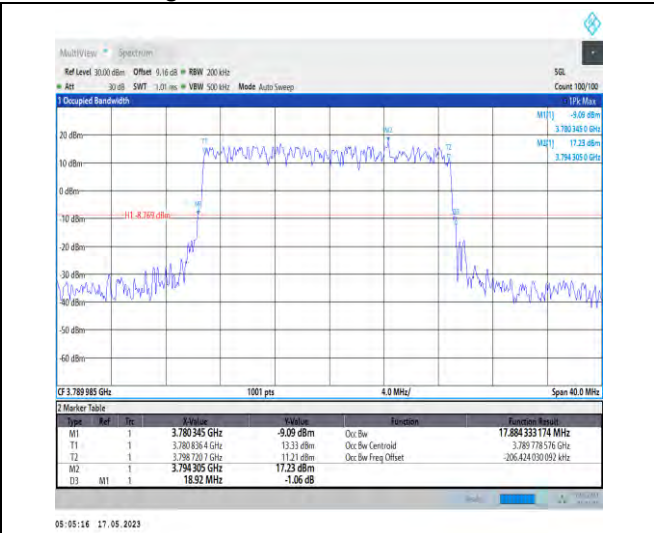 MultiView Spectrum
Ref Level 30.00 dBm Offset 9.16 dB RBW 200 kHz SGL
Att 30 dB SWT 1.01 ms VBW 500 kHz Mode Auto Sweep Count 100/100
1 Occupied Bandwidth 1Pk Max
M1[1] -9.09 dBm
3.780 345 0 GHz
M2[1] 17.23 dBm
3.794 305 0 GHz
20 dBm
T1
M2
T2
10 dBm
0 dBm
M1
H1 -8.769 dBm
D3
-10 dBm
-20 dBm
-30 dBm
-40 dBm
-50 dBm
-60 dBm
CF 3.789 985 GHz 1001 pts 4.0 MHz/ Span 40.0 MHz
2 Marker Table
Type Ref Trc X-Value Y-Value Function Function Result
M1 1 3.780 345 GHz -9.09 dBm Occ Bw 17.884 333 174 MHz
T1 1 3.780 836 4 GHz 13.33 dBm Occ Bw Centroid 3.789 778 576 GHz
T2 1 3.798 720 7 GHz 11.21 dBm Occ Bw Freq Offset -206.424 030 092 kHz
M2 1 3.794 305 GHz 17.23 dBm
D3 M1 1 18.92 MHz -1.06 dB
05:05:16 17.05.2023